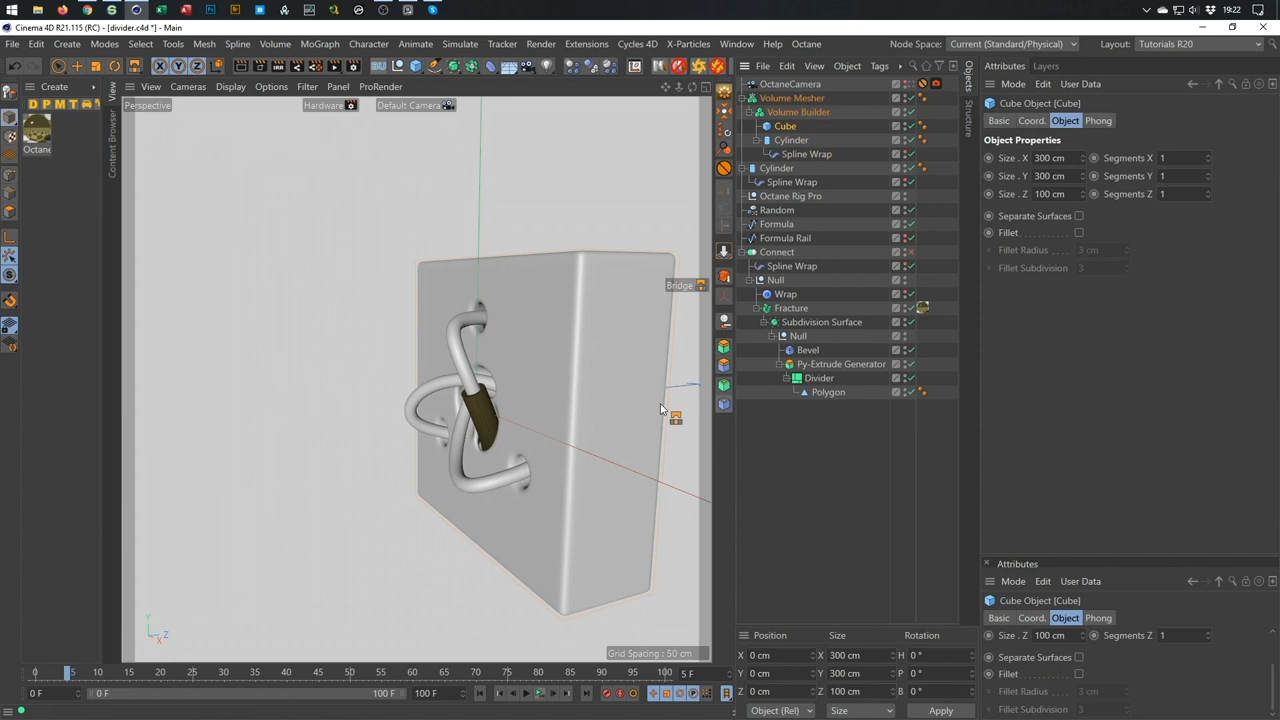 19:22
Cinema 4D R21.115 (RC) - [divider.c4d *] - Main
File Edit Create Modes Select Tools Mesh Spline Volume MoGraph Character Animate Simulate Tracker Render Extensions Cycles 4D X-Particles Window Help Octane
Node Space: Current (Standard/Physical) Layout: Tutorials R20
View Cameras Display Options Filter Panel ProRender
File Edit View Object Tags
Attributes Layers
Mode Edit User Data
Create
D P M T
Octane
Content Browser
View
Perspective
Hardware
Default Camera
Bridge
Grid Spacing : 50 cm
Y
X
Z
OctaneCamera
Volume Mesher
Volume Builder
Cube
Cylinder
Spline Wrap
Cylinder
Spline Wrap
Octane Rig Pro
Random
Formula
Formula Rail
Connect
Spline Wrap
Null
Wrap
Fracture
Subdivision Surface
Null
Bevel
Py-Extrude Generator
Divider
Polygon
Objects
Structure
Cube Object [Cube]
Basic Coord. Object Phong
Object Properties
Size . X 300 cm Segments X 1
Size . Y 300 cm Segments Y 1
Size . Z 100 cm Segments Z 1
Separate Surfaces
Fillet
Fillet Radius 3 cm
Fillet Subdivision 3
Attributes
Mode Edit User Data
Cube Object [Cube]
Basic Coord. Object Phong
Size . Z 100 cm Segments Z 1
Separate Surfaces
Fillet
Fillet Radius 3 cm
Fillet Subdivision 3
Position Size Rotation
X 0 cm X 300 cm H 0 °
Y 0 cm Y 300 cm P 0 °
Z 0 cm Z 100 cm B 0 °
Object (Rel) Size Apply
0 5 10 15 20 25 30 35 40 45 50 55 60 65 70 75 80 85 90 95 100 5 F
0 F 0 F 100 F 100 F